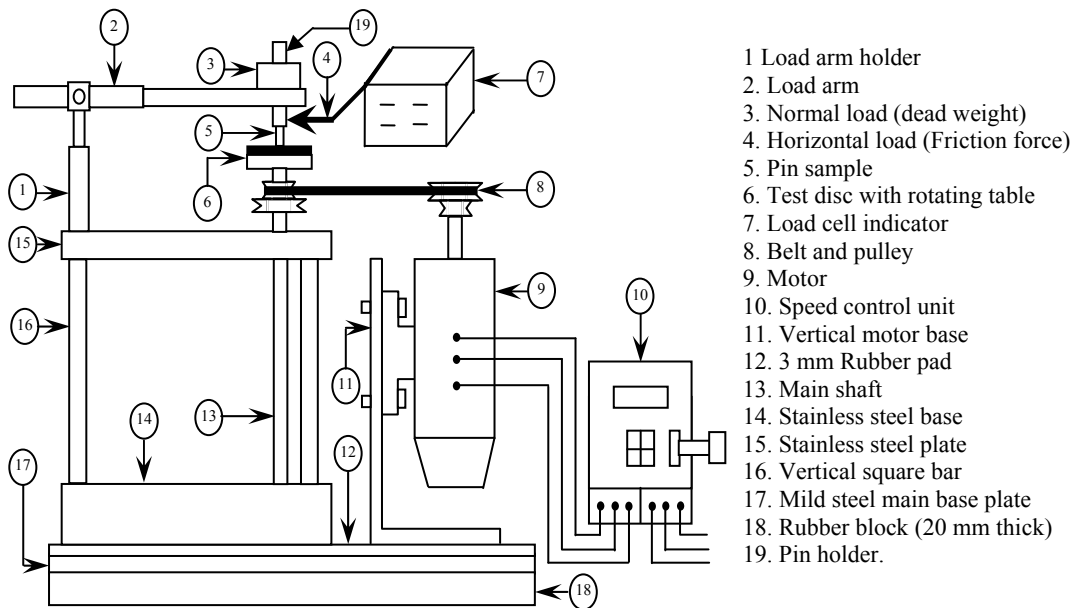 2
19
3
4
7
5
6
8
1
15
9
10
16
11
13
14
12
17
18
1 Load arm holder
2. Load arm
3. Normal load (dead weight)
4. Horizontal load (Friction force)
5. Pin sample
6. Test disc with rotating table
7. Load cell indicator
8. Belt and pulley
9. Motor
10. Speed control unit
11. Vertical motor base
12. 3 mm Rubber pad
13. Main shaft
14. Stainless steel base
15. Stainless steel plate
16. Vertical square bar
17. Mild steel main base plate
18. Rubber block (20 mm thick)
19. Pin holder.